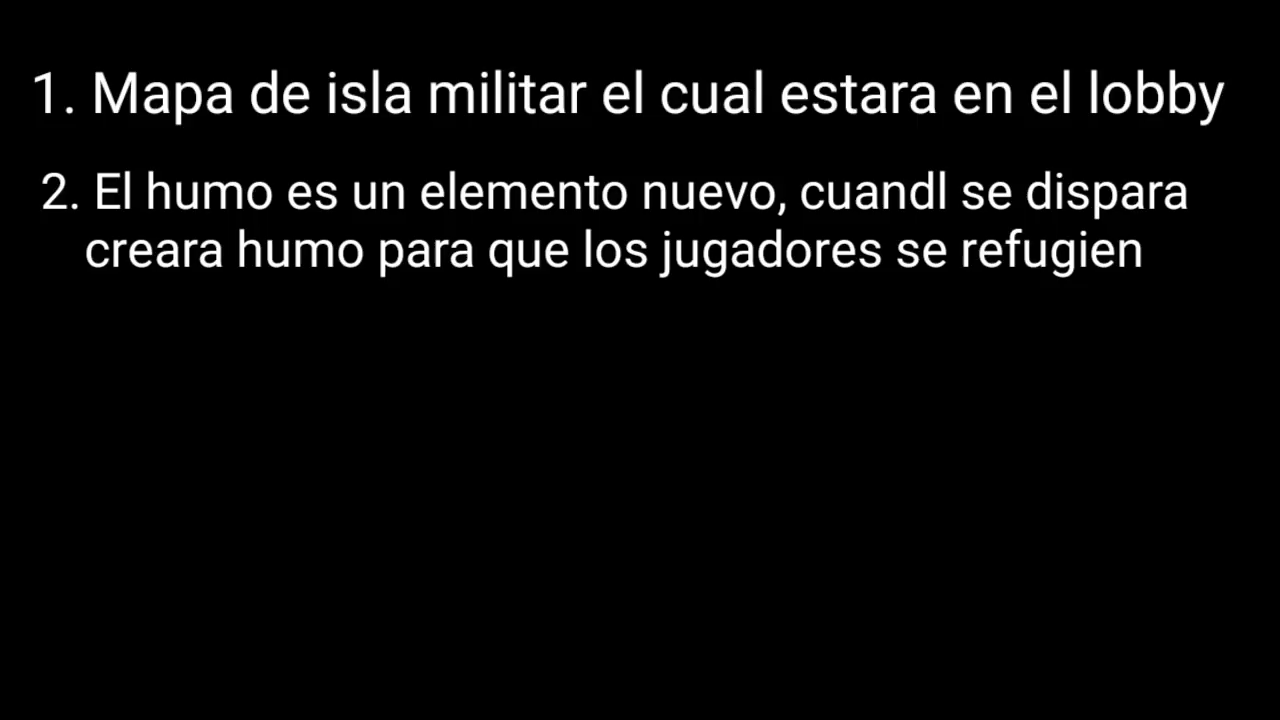 1. Mapa de isla militar el cual estara en el lobby
2. El humo es un elemento nuevo, cuandl se dispara
creara humo para que los jugadores se refugien